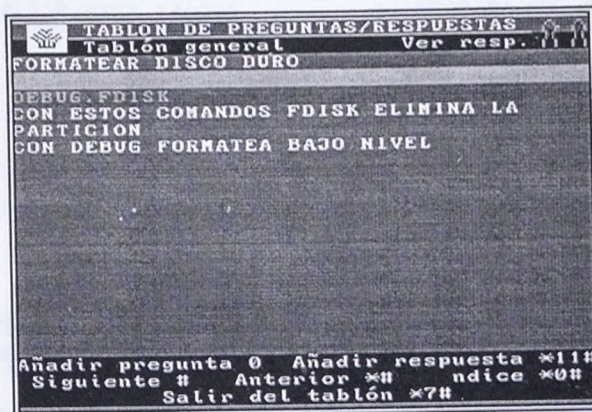 TABLON DE PREGUNTAS/RESPUESTAS
Tablón general Ver resp.
FORMATEAR DISCO DURO
DEBUG.FDISK
CON ESTOS COMANDOS FDISK ELIMINA LA
PARTICION
CON DEBUG FORMATEA BAJO NIVEL
Añadir pregunta 0 Añadir respuesta *11#
Siguiente # Anterior *# ndice *0#
Salir del tablón *7#